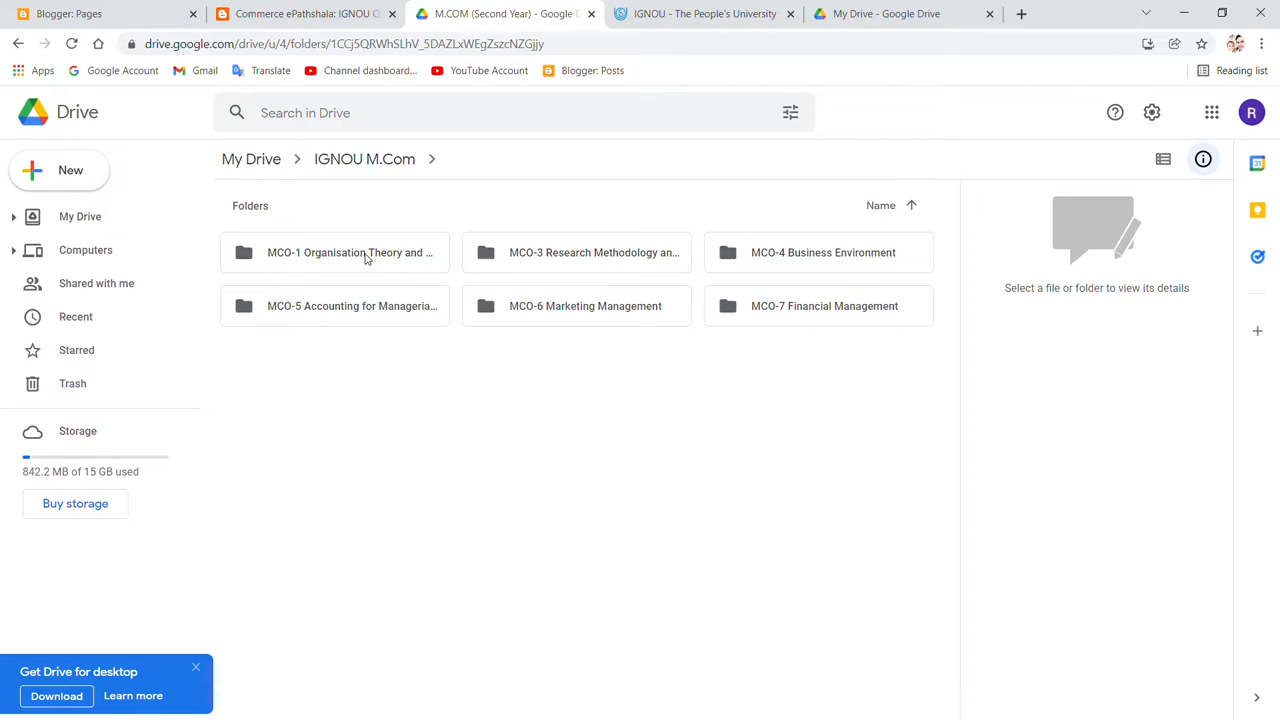 Blogger: Pages
Commerce ePathshala: IGNOU
M.COM (Second Year) - Google
IGNOU - The People's University
My Drive - Google Drive
drive.google.com/drive/u/4/folders/1CCj5QRWhSLhV_5DAZLxWEgZszcNZGjjy
Apps
Google Account
Gmail
Translate
Channel dashboard...
YouTube Account
Blogger: Posts
Reading list
Drive
Search in Drive
R
New
My Drive
Computers
Shared with me
Recent
Starred
Trash
Storage
842.2 MB of 15 GB used
Buy storage
My Drive > IGNOU M.Com >
Folders
Name
MCO-1 Organisation Theory and ...
MCO-3 Research Methodology an...
MCO-4 Business Environment
MCO-5 Accounting for Manageria...
MCO-6 Marketing Management
MCO-7 Financial Management
Select a file or folder to view its details
31
Get Drive for desktop
Download
Learn more